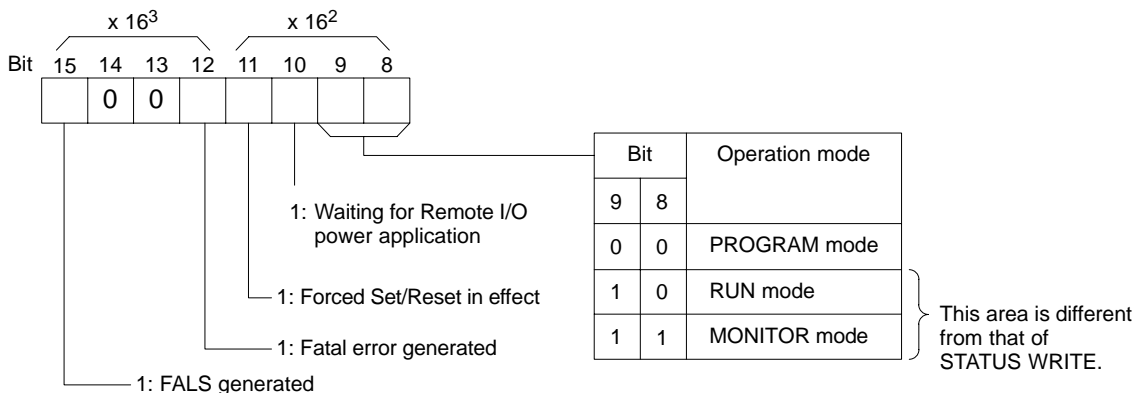 x 16³ x 16²
Bit 15 14 13 12 11 10 9 8
0 0
1: Waiting for Remote I/O
power application
1: Forced Set/Reset in effect
1: Fatal error generated
1: FALS generated
Bit Operation mode
9 8
0 0 PROGRAM mode
1 0 RUN mode
1 1 MONITOR mode
This area is different
from that of
STATUS WRITE.